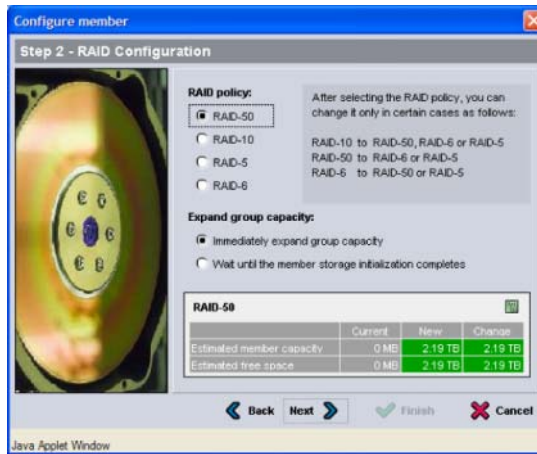 Configure member
Step 2 - RAID Configuration
RAID policy:
RAID-50
RAID-10
RAID-5
RAID-6
After selecting the RAID policy, you can
change it only in certain cases as follows:
RAID-10 to RAID-50, RAID-6 or RAID-5
RAID-50 to RAID-6 or RAID-5
RAID-6 to RAID-50 or RAID-5
Expand group capacity:
Immediately expand group capacity
Wait until the member storage initialization completes
RAID-50
Current New Change
Estimated member capacity 0 MB 2.19 TB 2.19 TB
Estimated free space 0 MB 2.19 TB 2.19 TB
Back Next Finish Cancel
Java Applet Window